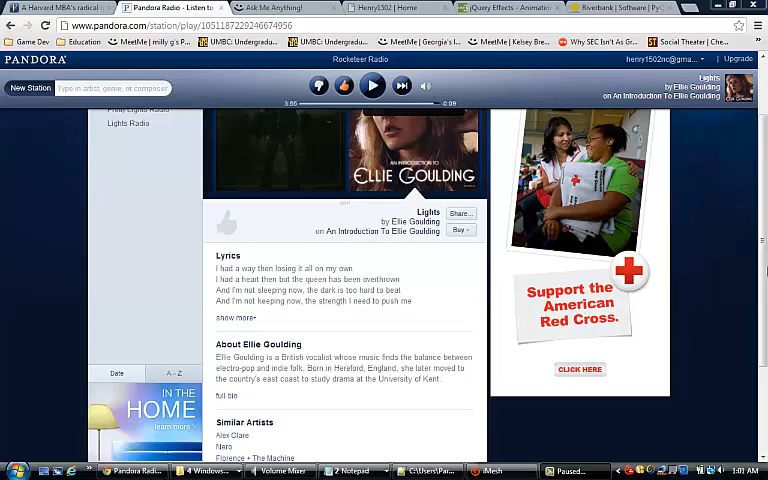 A Harvard MBA's radical
Pandora Radio - Listen to
Ask Me Anything!
Henry1502 | Home
Query Effects - Animation
Riverbank | Software | PyQ
www.pandora.com/station/play/1051187229246674956
Game Dev
Education
MeetMe | milly g's P
UMBC: Undergradu...
UMBC: Undergradu...
MeetMe | Georgia's I...
MeetMe | Kelsey Bre...
Why SEC Isn't As Gr...
Social Theater | Che...
PANDORA
Rocketeer Radio
henry1502nc@gma...
Upgrade
New Station
Type in artist, genre, or composer
3:55
-0:09
Lights
by Ellie Goulding
on An Introduction To Ellie Goulding
Pretty Lights Radio
Lights Radio
AN INTRODUCTION TO
ELLIE GOULDING
Lights
by Ellie Goulding
on An Introduction To Ellie Goulding
Share...
Buy
Lyrics
I had a way then losing it all on my own
I had a heart then but the queen has been overthrown
And I'm not sleeping now, the dark is too hard to beat
And I'm not keeping now, the strength I need to push me
show more
About Ellie Goulding
Ellie Goulding is a British vocalist whose music finds the balance between
electro-pop and indie folk. Born in Hereford, England, she later moved to
the country's east coast to study drama at the University of Kent.
full bio
Similar Artists
Alex Clare
Nero
Florence + The Machine
Date
A - Z
IN THE
HOME
learn more
American
Red Cross
Support the
American
Red Cross.
CLICK HERE
Pandora Radi...
4 Windows...
Volume Mixer
2 Notepad
C:\Users\Par...
iMesh
Paused...
1:01 AM